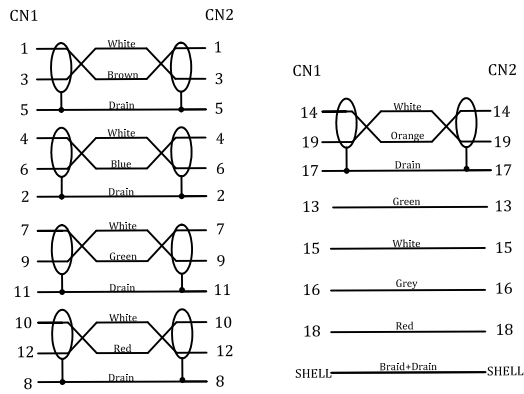 CN1 CN2
1 White 1
3 Brown 3
5 Drain 5
4 White 4
6 Blue 6
2 Drain 2
7 White 7
9 Green 9
11 Drain 11
10 White 10
12 Red 12
8 Drain 8
CN1 CN2
14 White 14
19 Orange 19
17 Drain 17
13 Green 13
15 White 15
16 Grey 16
18 Red 18
SHELL Braid+Drain SHELL